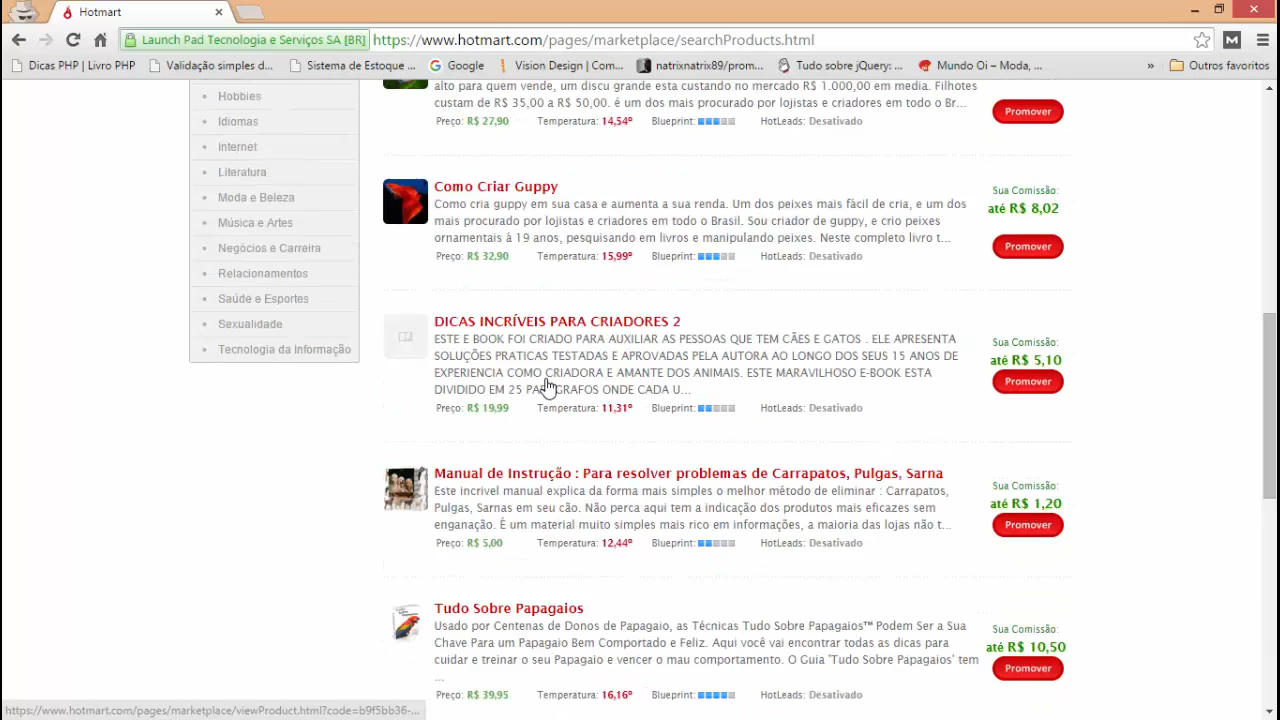 Hotmart
Launch Pad Tecnologia e Serviços SA [BR] https://www.hotmart.com/pages/marketplace/searchProducts.html
Dicas PHP | Livro PHP Validação simples d... Sistema de Estoque ... Google Vision Design | Com... natrixnatrix89/prom... Tudo sobre jQuery: ... Mundo Oi – Moda, ... » Outros favoritos
Hobbies
Idiomas
Internet
Literatura
Moda e Beleza
Música e Artes
Negócios e Carreira
Relacionamentos
Saúde e Esportes
Sexualidade
Tecnologia da Informação
alto para quem vende, um discu grande esta custando no mercado R$ 1.000,00 em media. Filhotes
custam de R$ 35,00 a R$ 50,00. é um dos mais procurado por lojistas e criadores em todo o Br...
Preço: R$ 27,90 Temperatura: 14,54º Blueprint: HotLeads: Desativado
Promover
Como Criar Guppy
Como cria guppy em sua casa e aumenta a sua renda. Um dos peixes mais fàcil de cria, e um dos
mais procurado por lojistas e criadores em todo o Brasil. Sou criador de guppy, e crio peixes
ornamentais á 19 anos, pesquisando em livros e manipulando peixes. Neste completo livro t...
Preço: R$ 32,90 Temperatura: 15,99º Blueprint: HotLeads: Desativado
Sua Comissão:
até R$ 8,02
Promover
DICAS INCRÍVEIS PARA CRIADORES 2
ESTE E BOOK FOI CRIADO PARA AUXILIAR AS PESSOAS QUE TEM CÃES E GATOS . ELE APRESENTA
SOLUÇÕES PRATICAS TESTADAS E APROVADAS PELA AUTORA AO LONGO DOS SEUS 15 ANOS DE
EXPERIENCIA COMO CRIADORA E AMANTE DOS ANIMAIS. ESTE MARAVILHOSO E-BOOK ESTA
DIVIDIDO EM 25 PARAGRAFOS ONDE CADA U...
Preço: R$ 19,99 Temperatura: 11,31º Blueprint: HotLeads: Desativado
Sua Comissão:
até R$ 5,10
Promover
Manual de Instrução : Para resolver problemas de Carrapatos, Pulgas, Sarna
Este incrivel manual explica da forma mais simples o melhor método de eliminar : Carrapatos,
Pulgas, Sarnas em seu cão. Não perca aqui tem a indicação dos produtos mais eficazes sem
enganação. É um material muito simples mais rico em informações, a maioria das lojas não t...
Preço: R$ 5,00 Temperatura: 12,44º Blueprint: HotLeads: Desativado
Sua Comissão:
até R$ 1,20
Promover
Tudo Sobre Papagaios
Usado por Centenas de Donos de Papagaio, as Técnicas Tudo Sobre Papagaios™ Podem Ser a Sua
Chave Para um Papagaio Bem Comportado e Feliz. Aqui você vai encontrar todas as dicas para
cuidar e treinar o seu Papagaio e vencer o mau comportamento. O Guia 'Tudo Sobre Papagaios' tem
...
Preço: R$ 39,95 Temperatura: 16,16º Blueprint: HotLeads: Desativado
Sua Comissão:
até R$ 10,50
Promover
https://www.hotmart.com/pages/marketplace/viewProduct.html?code=b9f5bb36-...